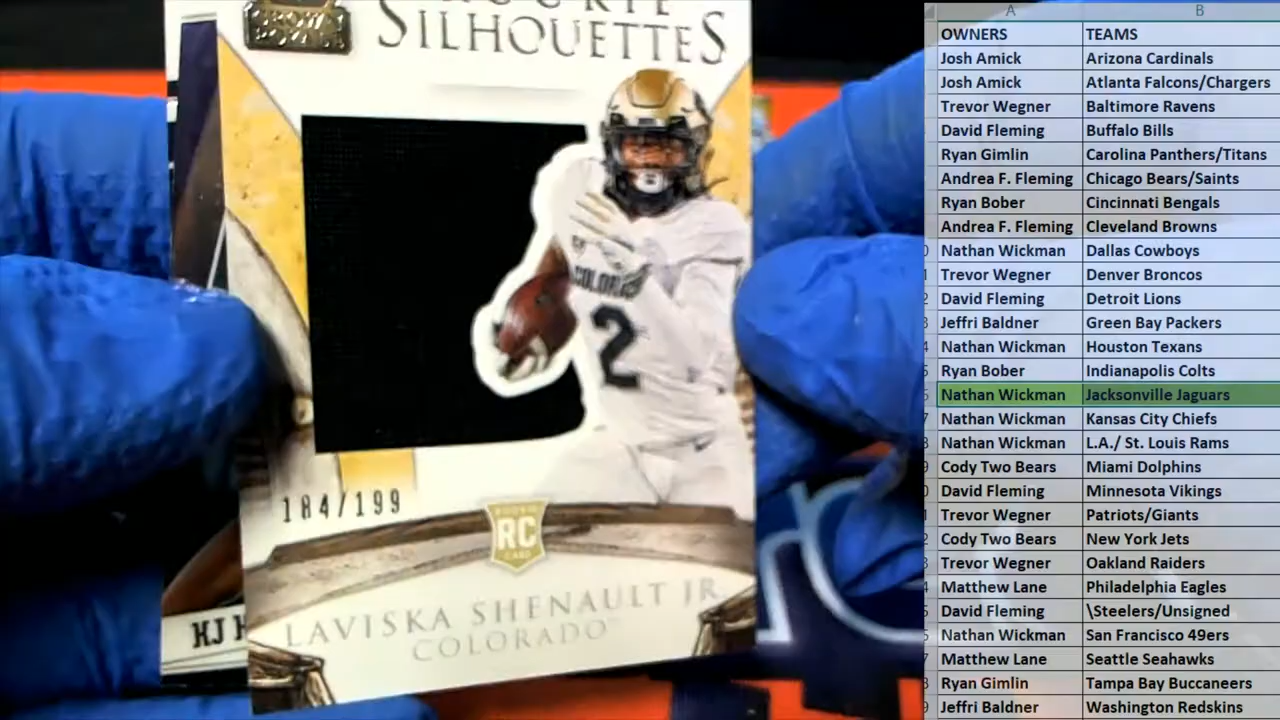 SILHOUETTES
COLORADO
2
184/199
ROOKIE
RC
CARD
LAVISKA SHENAULT JR
COLORADO
KJ
A B
OWNERS TEAMS
Josh Amick Arizona Cardinals
Josh Amick Atlanta Falcons/Chargers
Trevor Wegner Baltimore Ravens
David Fleming Buffalo Bills
Ryan Gimlin Carolina Panthers/Titans
Andrea F. Fleming Chicago Bears/Saints
Ryan Bober Cincinnati Bengals
Andrea F. Fleming Cleveland Browns
Nathan Wickman Dallas Cowboys
Trevor Wegner Denver Broncos
David Fleming Detroit Lions
Jeffri Baldner Green Bay Packers
Nathan Wickman Houston Texans
Ryan Bober Indianapolis Colts
Nathan Wickman Jacksonville Jaguars
Nathan Wickman Kansas City Chiefs
Nathan Wickman L.A./ St. Louis Rams
Cody Two Bears Miami Dolphins
David Fleming Minnesota Vikings
Trevor Wegner Patriots/Giants
Cody Two Bears New York Jets
Trevor Wegner Oakland Raiders
Matthew Lane Philadelphia Eagles
David Fleming \Steelers/Unsigned
Nathan Wickman San Francisco 49ers
Matthew Lane Seattle Seahawks
Ryan Gimlin Tampa Bay Buccaneers
Jeffri Baldner Washington Redskins